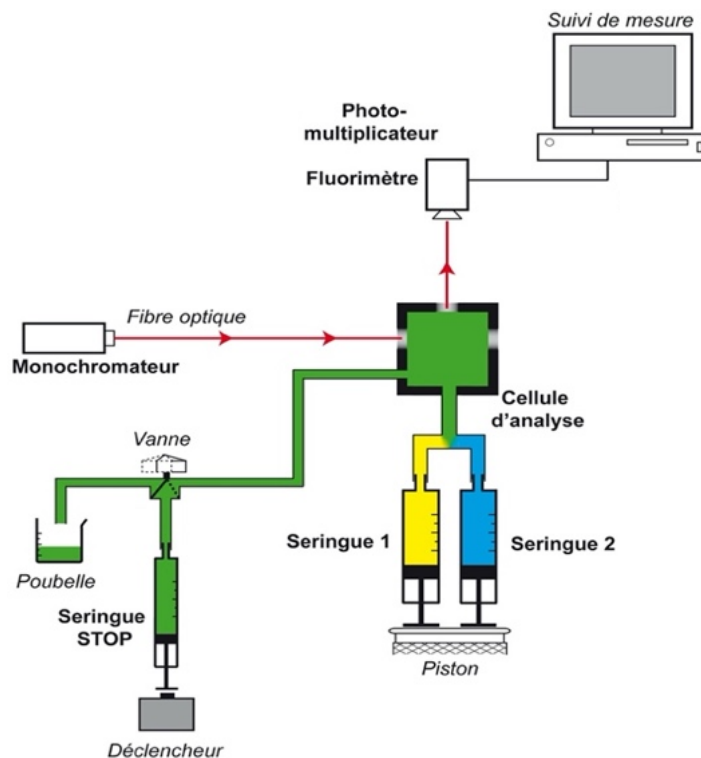 Suivi de mesure
Photo-
multiplicateur
Fluorimètre
Fibre optique
Monochromateur
Cellule
d'analyse
Vanne
Seringue 1
Seringue 2
Poubelle
Seringue
STOP
Piston
Déclencheur